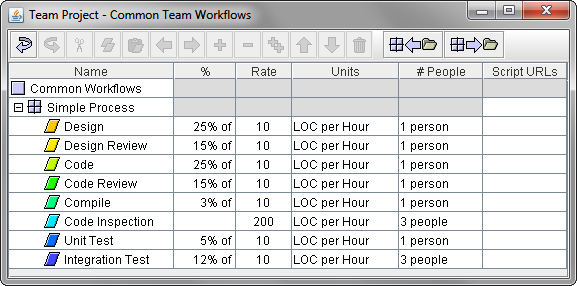 Team Project - Common Team Workflows
Name % Rate Units # People Script URLs
Common Workflows
Simple Process
Design 25% of 10 LOC per Hour 1 person
Design Review 15% of 10 LOC per Hour 1 person
Code 25% of 10 LOC per Hour 1 person
Code Review 15% of 10 LOC per Hour 1 person
Compile 3% of 10 LOC per Hour 1 person
Code Inspection 200 LOC per Hour 3 people
Unit Test 5% of 10 LOC per Hour 1 person
Integration Test 12% of 10 LOC per Hour 3 people